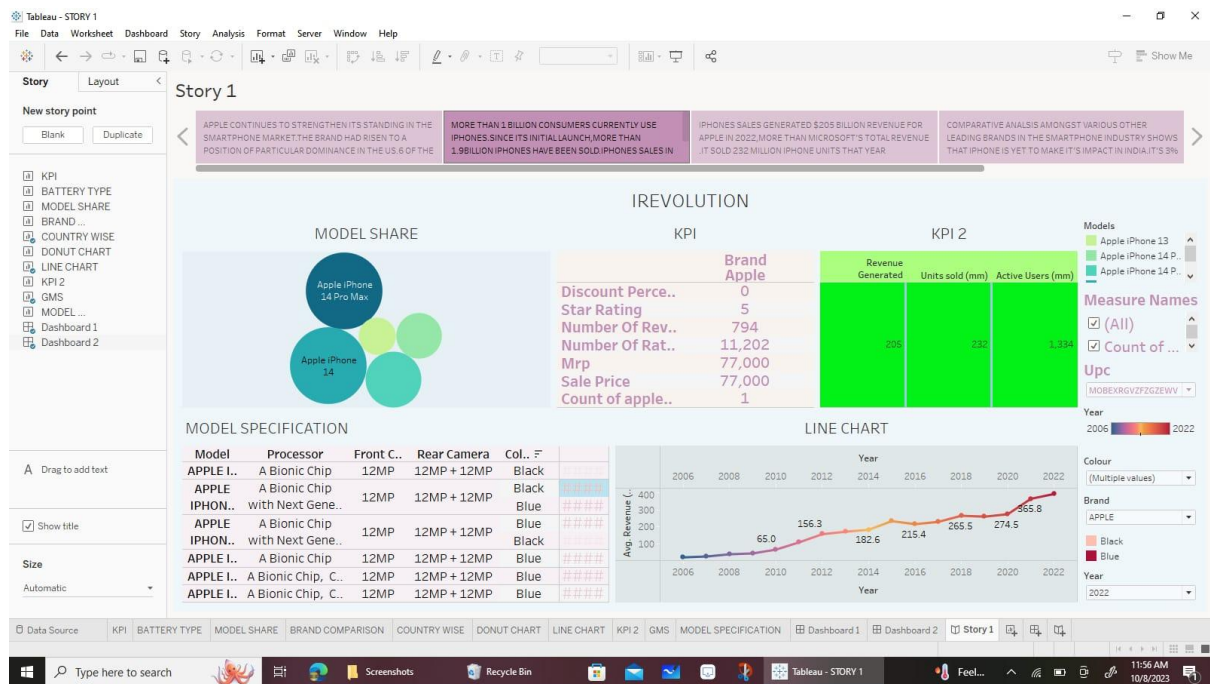 Tableau - STORY 1
File Data Worksheet Dashboard Story Analysis Format Server Window Help
Show Me
Story Layout
New story point
Blank Duplicate
KPI
BATTERY TYPE
MODEL SHARE
BRAND ...
COUNTRY WISE
DONUT CHART
LINE CHART
KPI 2
GMS
MODEL ...
Dashboard 1
Dashboard 2
A Drag to add text
Show title
Size
Automatic
Story 1
APPLE CONTINUES TO STRENGTHEN ITS STANDING IN THE
SMARTPHONE MARKET.THE BRAND HAD RISEN TO A
POSITION OF PARTICULAR DOMINANCE IN THE US.6 OF THE
MORE THAN 1 BILLION CONSUMERS CURRENTLY USE
IPHONES.SINCE ITS INITIAL LAUNCH,MORE THAN
1.9BILLION IPHONES HAVE BEEN SOLD.IPHONES SALES IN
IPHONES SALES GENERATED $205 BILLION REVENUE FOR
APPLE IN 2022,MORE THAN MICROSOFT'S TOTAL REVENUE
.IT SOLD 232 MILLION IPHONE UNITS THAT YEAR
COMPARATIVE ANALSIS AMONGST VARIOUS OTHER
LEADING BRANDS IN THE SMARTPHONE INDUSTRY SHOWS
THAT IPHONE IS YET TO MAKE IT'S IMPACT IN INDIA.IT'S 3%
IREVOLUTION
MODEL SHARE
Apple iPhone
14 Pro Max
Apple iPhone
14
KPI
Brand
Apple
Discount Perce.. 0
Star Rating 5
Number Of Rev.. 794
Number Of Rat.. 11,202
Mrp 77,000
Sale Price 77,000
Count of apple.. 1
KPI 2
Revenue
Generated Units sold (mm) Active Users (mm)
205 232 1,334
Models
Apple iPhone 13
Apple iPhone 14 P..
Apple iPhone 14 P..
Measure Names
(All)
Count of ...
Upc
MOBEXRGVZFZGZEWV
Year
2006 2022
Colour
(Multiple values)
Brand
APPLE
Black
Blue
Year
2022
MODEL SPECIFICATION
Model Processor Front C.. Rear Camera Col..
APPLE I.. A Bionic Chip 12MP 12MP + 12MP Black ####
APPLE IPHON.. A Bionic Chip with Next Gene.. 12MP 12MP + 12MP Black ####
Blue ####
APPLE IPHON.. A Bionic Chip with Next Gene.. 12MP 12MP + 12MP Blue ####
Black
APPLE I.. A Bionic Chip 12MP 12MP + 12MP Blue ####
APPLE I.. A Bionic Chip, C.. 12MP 12MP + 12MP Blue ####
APPLE I.. A Bionic Chip, C.. 12MP 12MP + 12MP Blue ####
LINE CHART
Year
2006 2008 2010 2012 2014 2016 2018 2020 2022
Avg. Revenue (..
400
300
200
100
65.0 156.3 182.6 215.4 265.5 274.5 365.8
2006 2008 2010 2012 2014 2016 2018 2020 2022
Year
Data Source KPI BATTERY TYPE MODEL SHARE BRAND COMPARISON COUNTRY WISE DONUT CHART LINE CHART KPI 2 GMS MODEL SPECIFICATION Dashboard 1 Dashboard 2 Story 1
Type here to search Screenshots Recycle Bin Tableau - STORY 1 Feel... 11:56 AM
10/8/2023